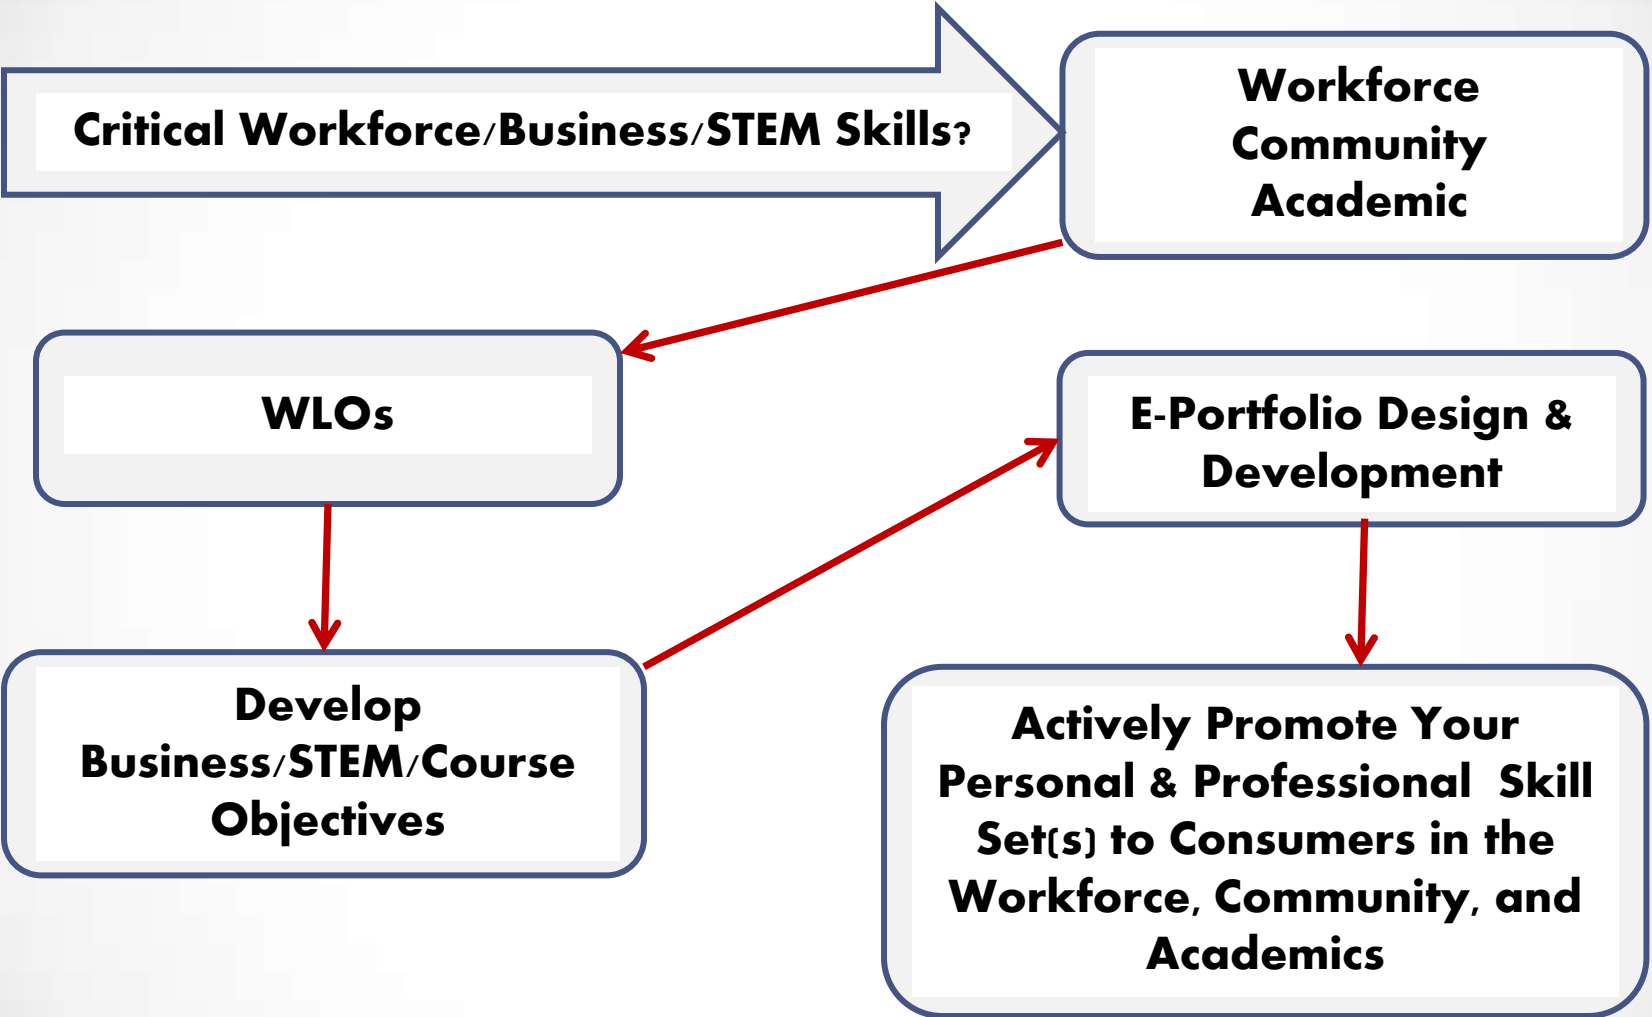 Critical Workforce/Business/STEM Skills?
Workforce
Community
Academic
WLOs
Develop
Business/STEM/Course
Objectives
E-Portfolio Design &
Development
Actively Promote Your
Personal & Professional  Skill
Set(s) to Consumers in the
Workforce, Community, and
Academics